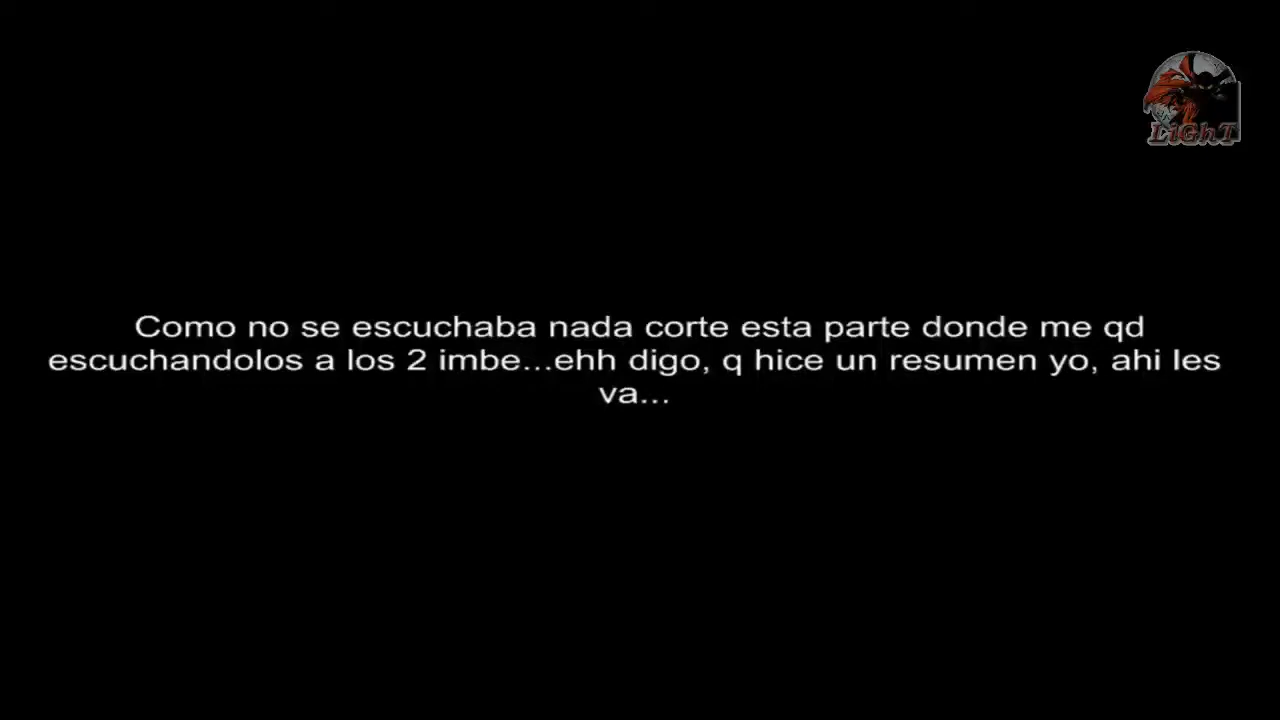 LiGhT
Como no se escuchaba nada corte esta parte donde me qd
escuchandolos a los 2 imbe...ehh digo, q hice un resumen yo, ahi les
va...